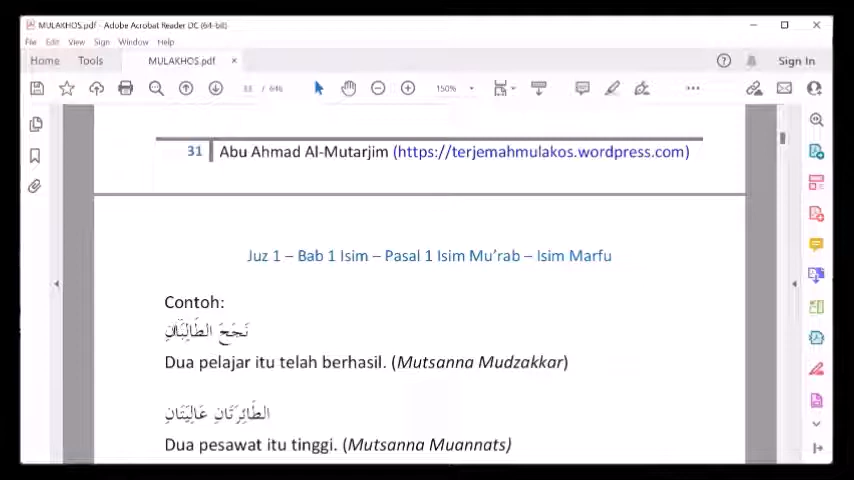 MULAKHOS.pdf - Adobe Acrobat Reader DC (64-bit)
File Edit View Sign Window Help
Home Tools MULAKHOS.pdf × Sign In
33 / 646 150%
31 Abu Ahmad Al-Mutarjim (https://terjemahmulakos.wordpress.com)
Juz 1 – Bab 1 Isim – Pasal 1 Isim Mu’rab – Isim Marfu
Contoh:
نَجَحَ الطَّالِبَانِ
Dua pelajar itu telah berhasil. (Mutsanna Mudzakkar)
الطَّائِرَتَانِ عَالِيَتَانِ
Dua pesawat itu tinggi. (Mutsanna Muannats)